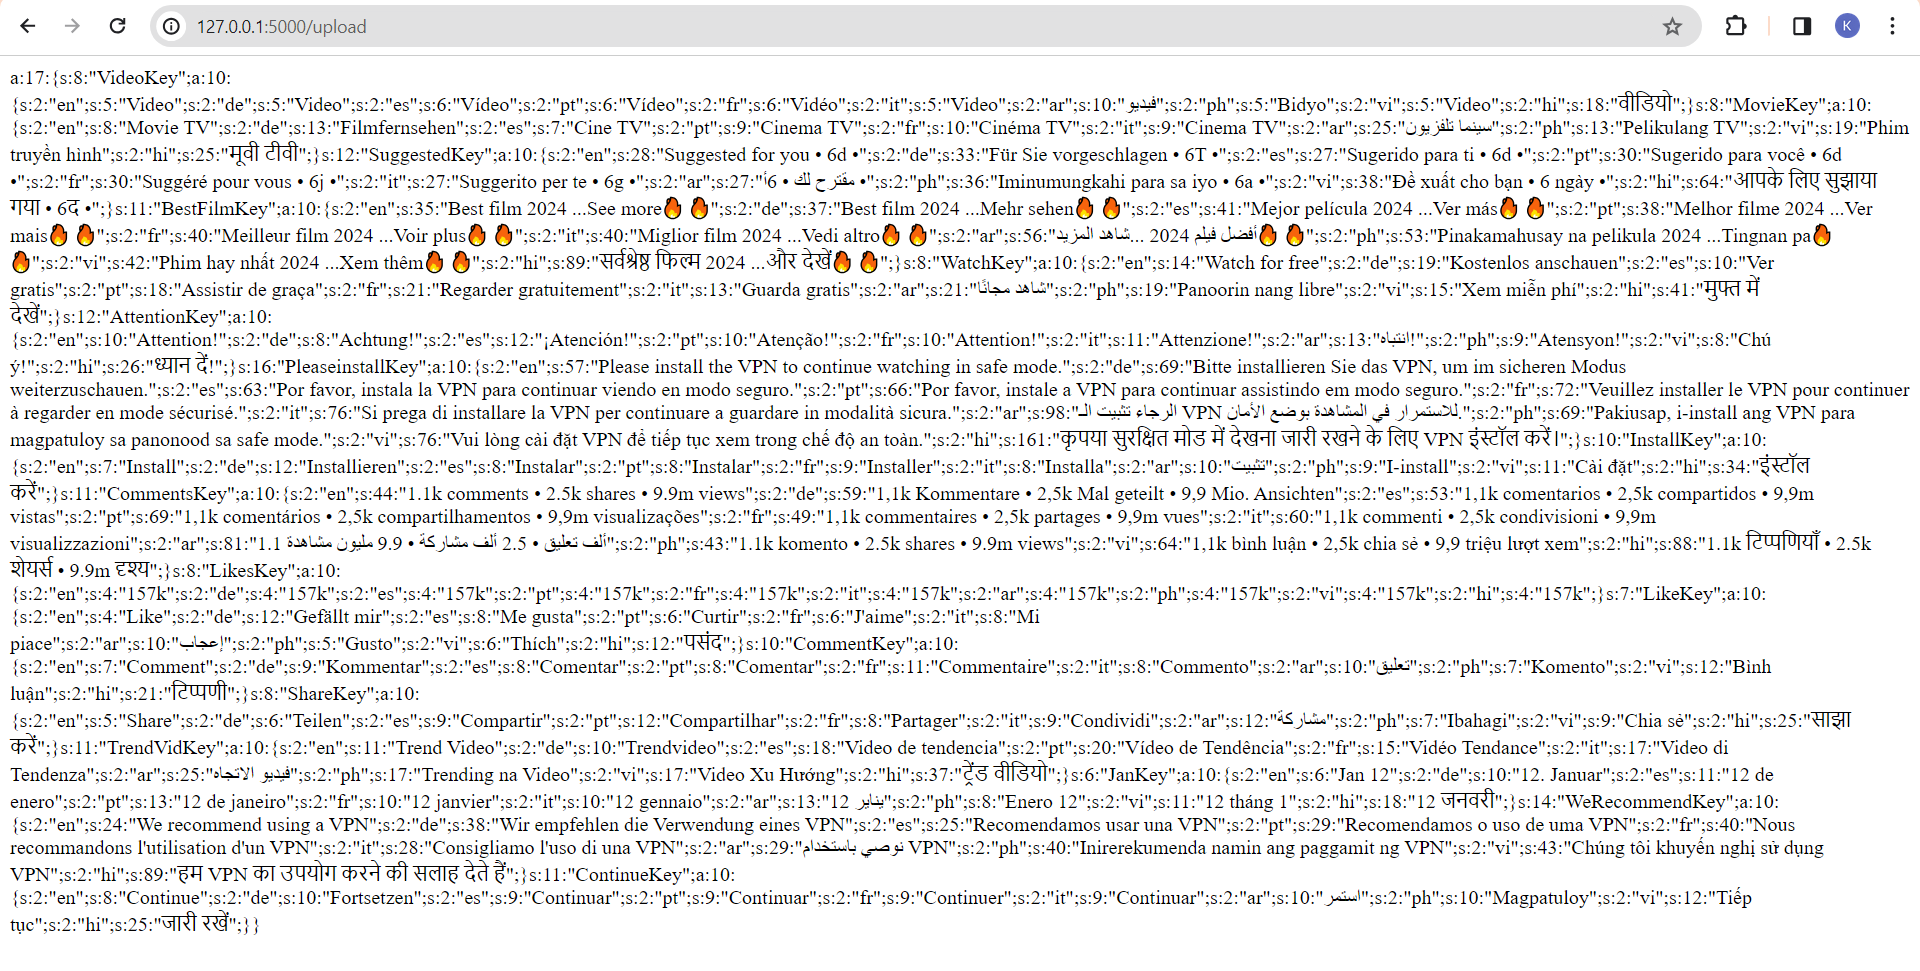 127.0.0.1:5000/upload
K
a:17:{s:8:"VideoKey";a:10:
{s:2:"en";s:5:"Video";s:2:"de";s:5:"Video";s:2:"es";s:6:"Vídeo";s:2:"pt";s:6:"Vídeo";s:2:"fr";s:6:"Vidéo";s:2:"it";s:5:"Video";s:2:"ar";s:10:"فيديو";s:2:"ph";s:5:"Bidyo";s:2:"vi";s:5:"Video";s:2:"hi";s:18:"वीडियो";}s:8:"MovieKey";a:10:
{s:2:"en";s:8:"Movie TV";s:2:"de";s:13:"Filmfernsehen";s:2:"es";s:7:"Cine TV";s:2:"pt";s:9:"Cinema TV";s:2:"fr";s:10:"Cinéma TV";s:2:"it";s:9:"Cinema TV";s:2:"ar";s:25:"سينما تلفزيون";s:2:"ph";s:13:"Pelikulang TV";s:2:"vi";s:19:"Phim
truyền hình";s:2:"hi";s:25:"मूवी टीवी";}s:12:"SuggestedKey";a:10:{s:2:"en";s:28:"Suggested for you • 6d •";s:2:"de";s:33:"Für Sie vorgeschlagen • 6T •";s:2:"es";s:27:"Sugerido para ti • 6d •";s:2:"pt";s:30:"Sugerido para você • 6d
•";s:2:"fr";s:30:"Suggéré pour vous • 6j •";s:2:"it";s:27:"Suggerito per te • 6g •";s:2:"ar";s:27:"مقترح لك • 6أ •";s:2:"ph";s:36:"Iminumungkahi para sa iyo • 6a •";s:2:"vi";s:38:"Đề xuất cho bạn • 6 ngày •";s:2:"hi";s:64:"आपके लिए सुझाया
गया • 6द •";}s:11:"BestFilmKey";a:10:{s:2:"en";s:35:"Best film 2024 ...See more🔥 🔥";s:2:"de";s:37:"Best film 2024 ...Mehr sehen🔥 🔥";s:2:"es";s:41:"Mejor película 2024 ...Ver más🔥 🔥";s:2:"pt";s:38:"Melhor filme 2024 ...Ver
mais🔥 🔥";s:2:"fr";s:40:"Meilleur film 2024 ...Voir plus🔥 🔥";s:2:"it";s:40:"Miglior film 2024 ...Vedi altro🔥 🔥";s:2:"ar";s:56:"أفضل فيلم 2024 ...شاهد المزيد🔥 🔥";s:2:"ph";s:53:"Pinakamahusay na pelikula 2024 ...Tingnan pa🔥
🔥";s:2:"vi";s:42:"Phim hay nhất 2024 ...Xem thêm🔥 🔥";s:2:"hi";s:89:"सर्वश्रेष्ठ फिल्म 2024 ...और देखें🔥 🔥";}s:8:"WatchKey";a:10:{s:2:"en";s:14:"Watch for free";s:2:"de";s:19:"Kostenlos anschauen";s:2:"es";s:10:"Ver
gratis";s:2:"pt";s:18:"Assistir de graça";s:2:"fr";s:21:"Regarder gratuitement";s:2:"it";s:13:"Guarda gratis";s:2:"ar";s:21:"شاهد مجانًا";s:2:"ph";s:19:"Panoorin nang libre";s:2:"vi";s:15:"Xem miễn phí";s:2:"hi";s:41:"मुफ्त में
देखें";}s:12:"AttentionKey";a:10:
{s:2:"en";s:10:"Attention!";s:2:"de";s:8:"Achtung!";s:2:"es";s:12:"¡Atención!";s:2:"pt";s:10:"Atenção!";s:2:"fr";s:10:"Attention!";s:2:"it";s:11:"Attenzione!";s:2:"ar";s:13:"انتباه!";s:2:"ph";s:9:"Atensyon!";s:2:"vi";s:8:"Chú
ý!";s:2:"hi";s:26:"ध्यान दें!";}s:16:"PleaseinstallKey";a:10:{s:2:"en";s:57:"Please install the VPN to continue watching in safe mode.";s:2:"de";s:69:"Bitte installieren Sie das VPN, um im sicheren Modus
weiterzuschauen.";s:2:"es";s:63:"Por favor, instala la VPN para continuar viendo en modo seguro.";s:2:"pt";s:66:"Por favor, instale a VPN para continuar assistindo em modo seguro.";s:2:"fr";s:72:"Veuillez installer le VPN pour continuer
à regarder en mode sécurisé.";s:2:"it";s:76:"Si prega di installare la VPN per continuare a guardare in modalità sicura.";s:2:"ar";s:98:"الرجاء تثبيت الـ VPN للاستمرار في المشاهدة بوضع الأمان.";s:2:"ph";s:69:"Pakiusap, i-install ang VPN para
magpatuloy sa panonood sa safe mode.";s:2:"vi";s:76:"Vui lòng cài đặt VPN để tiếp tục xem trong chế độ an toàn.";s:2:"hi";s:161:"कृपया सुरक्षित मोड में देखना जारी रखने के लिए VPN इंस्टॉल करें।";}s:10:"InstallKey";a:10:
{s:2:"en";s:7:"Install";s:2:"de";s:12:"Installieren";s:2:"es";s:8:"Instalar";s:2:"pt";s:8:"Instalar";s:2:"fr";s:9:"Installer";s:2:"it";s:8:"Installa";s:2:"ar";s:10:"تثبيت";s:2:"ph";s:9:"I-install";s:2:"vi";s:11:"Cài đặt";s:2:"hi";s:34:"इंस्टॉल
करें";}s:11:"CommentsKey";a:10:{s:2:"en";s:44:"1.1k comments • 2.5k shares • 9.9m views";s:2:"de";s:59:"1,1k Kommentare • 2,5k Mal geteilt • 9,9 Mio. Ansichten";s:2:"es";s:53:"1,1k comentarios • 2,5k compartidos • 9,9m
vistas";s:2:"pt";s:69:"1,1k comentários • 2,5k compartilhamentos • 9,9m visualizações";s:2:"fr";s:49:"1,1k commentaires • 2,5k partages • 9,9m vues";s:2:"it";s:60:"1,1k commenti • 2,5k condivisioni • 9,9m
visualizzazioni";s:2:"ar";s:81:"1.1 ألف تعليق • 2.5 ألف مشاركة • 9.9 مليون مشاهدة";s:2:"ph";s:43:"1.1k komento • 2.5k shares • 9.9m views";s:2:"vi";s:64:"1,1k bình luận • 2,5k chia sẻ • 9,9 triệu lượt xem";s:2:"hi";s:88:"1.1k टिप्पणियाँ • 2.5k
शेयर्स • 9.9m दृश्य";}s:8:"LikesKey";a:10:
{s:2:"en";s:4:"157k";s:2:"de";s:4:"157k";s:2:"es";s:4:"157k";s:2:"pt";s:4:"157k";s:2:"fr";s:4:"157k";s:2:"it";s:4:"157k";s:2:"ar";s:4:"157k";s:2:"ph";s:4:"157k";s:2:"vi";s:4:"157k";s:2:"hi";s:4:"157k";}s:7:"LikeKey";a:10:
{s:2:"en";s:4:"Like";s:2:"de";s:12:"Gefällt mir";s:2:"es";s:8:"Me gusta";s:2:"pt";s:6:"Curtir";s:2:"fr";s:6:"J'aime";s:2:"it";s:8:"Mi
piace";s:2:"ar";s:10:"إعجاب";s:2:"ph";s:5:"Gusto";s:2:"vi";s:6:"Thích";s:2:"hi";s:12:"पसंद";}s:10:"CommentKey";a:10:
{s:2:"en";s:7:"Comment";s:2:"de";s:9:"Kommentar";s:2:"es";s:8:"Comentar";s:2:"pt";s:8:"Comentar";s:2:"fr";s:11:"Commentaire";s:2:"it";s:8:"Commento";s:2:"ar";s:10:"تعليق";s:2:"ph";s:7:"Komento";s:2:"vi";s:12:"Bình
luận";s:2:"hi";s:21:"टिप्पणी";}s:8:"ShareKey";a:10:
{s:2:"en";s:5:"Share";s:2:"de";s:6:"Teilen";s:2:"es";s:9:"Compartir";s:2:"pt";s:12:"Compartilhar";s:2:"fr";s:8:"Partager";s:2:"it";s:9:"Condividi";s:2:"ar";s:12:"مشاركة";s:2:"ph";s:7:"Ibahagi";s:2:"vi";s:9:"Chia sẻ";s:2:"hi";s:25:"साझा
करें";}s:11:"TrendVidKey";a:10:{s:2:"en";s:11:"Trend Video";s:2:"de";s:10:"Trendvideo";s:2:"es";s:18:"Video de tendencia";s:2:"pt";s:20:"Vídeo de Tendência";s:2:"fr";s:15:"Vidéo Tendance";s:2:"it";s:17:"Video di
Tendenza";s:2:"ar";s:25:"فيديو الاتجاه";s:2:"ph";s:17:"Trending na Video";s:2:"vi";s:17:"Video Xu Hướng";s:2:"hi";s:37:"ट्रेंड वीडियो";}s:6:"JanKey";a:10:{s:2:"en";s:6:"Jan 12";s:2:"de";s:10:"12. Januar";s:2:"es";s:11:"12 de
enero";s:2:"pt";s:13:"12 de janeiro";s:2:"fr";s:10:"12 janvier";s:2:"it";s:10:"12 gennaio";s:2:"ar";s:13:"12 يناير";s:2:"ph";s:8:"Enero 12";s:2:"vi";s:11:"12 tháng 1";s:2:"hi";s:18:"12 जनवरी";}s:14:"WeRecommendKey";a:10:
{s:2:"en";s:24:"We recommend using a VPN";s:2:"de";s:38:"Wir empfehlen die Verwendung eines VPN";s:2:"es";s:25:"Recomendamos usar una VPN";s:2:"pt";s:29:"Recomendamos o uso de uma VPN";s:2:"fr";s:40:"Nous
recommandons l'utilisation d'un VPN";s:2:"it";s:28:"Consigliamo l'uso di una VPN";s:2:"ar";s:29:"نوصي باستخدام VPN";s:2:"ph";s:40:"Inirerekumenda namin ang paggamit ng VPN";s:2:"vi";s:43:"Chúng tôi khuyến nghị sử dụng
VPN";s:2:"hi";s:89:"हम VPN का उपयोग करने की सलाह देते हैं";}s:11:"ContinueKey";a:10:
{s:2:"en";s:8:"Continue";s:2:"de";s:10:"Fortsetzen";s:2:"es";s:9:"Continuar";s:2:"pt";s:9:"Continuar";s:2:"fr";s:9:"Continuer";s:2:"it";s:9:"Continuar";s:2:"ar";s:10:"استمر";s:2:"ph";s:10:"Magpatuloy";s:2:"vi";s:12:"Tiếp
tục";s:2:"hi";s:25:"जारी रखें";}}